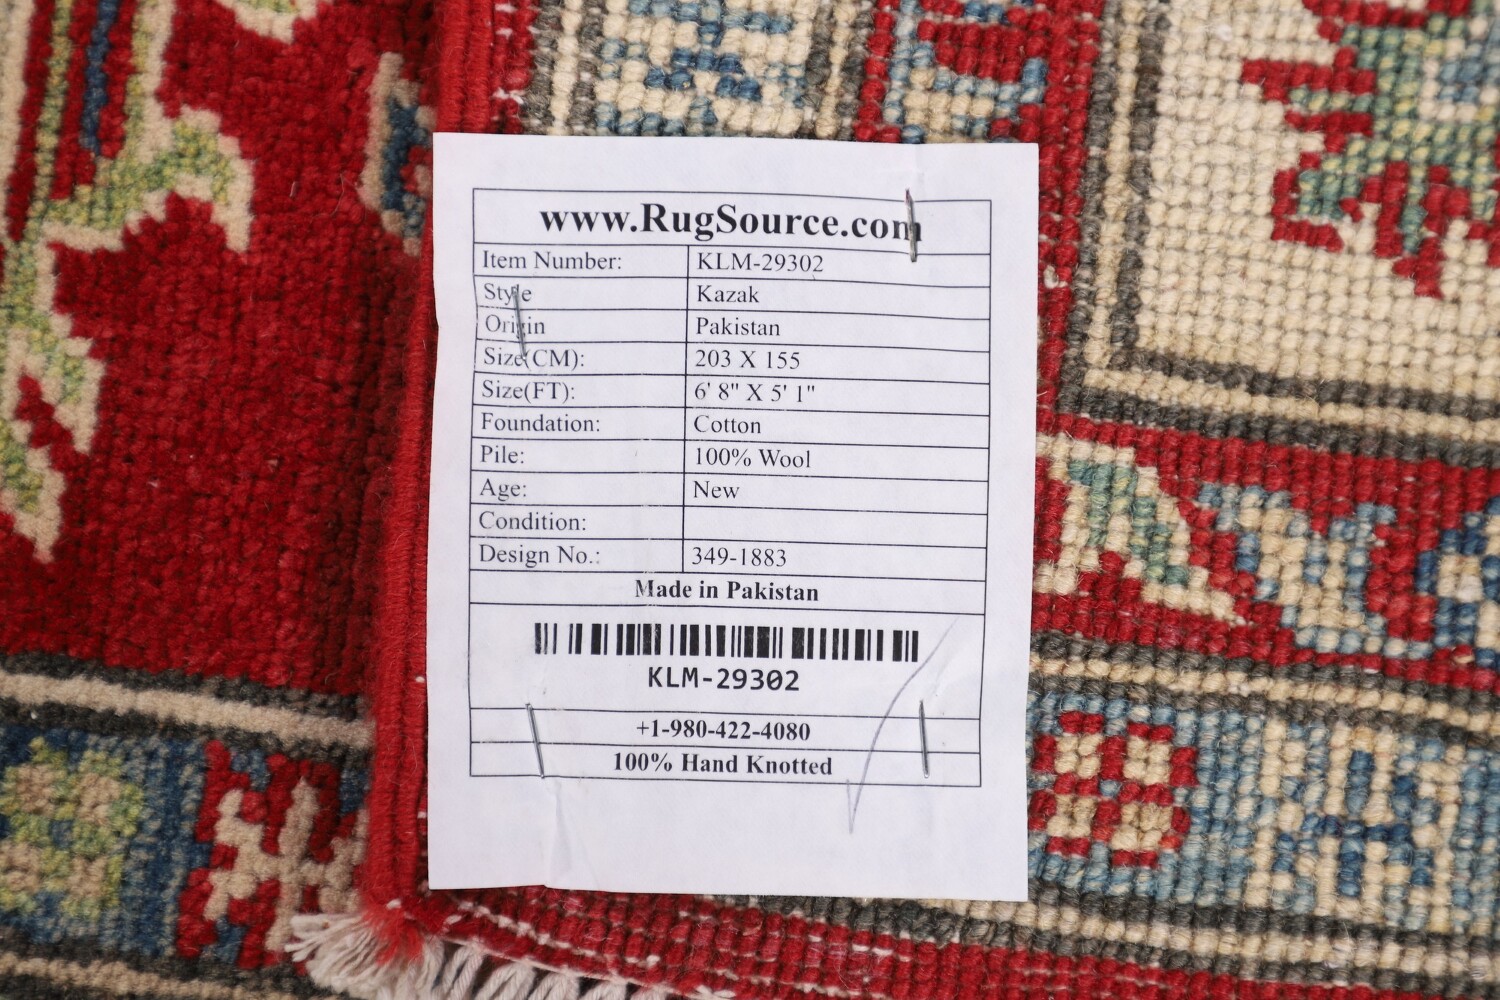 www.RugSource.com
Item Number: KLM-29302
Style Kazak
Origin Pakistan
Size(CM): 203 X 155
Size(FT): 6' 8" X 5' 1"
Foundation: Cotton
Pile: 100% Wool
Age: New
Condition:
Design No.: 349-1883
Made in Pakistan
KLM-29302
+1-980-422-4080
100% Hand Knotted